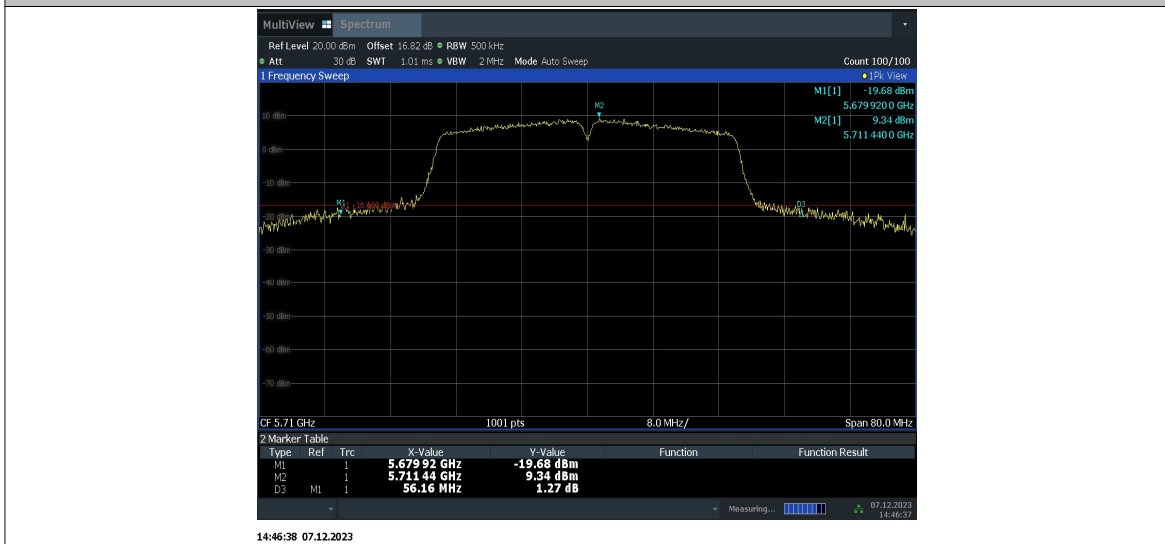 MultiView Spectrum
Ref Level 20.00 dBm Offset 16.82 dB RBW 500 kHz
Att 30 dB SWT 1.01 ms VBW 2 MHz Mode Auto Sweep Count 100/100
1 Frequency Sweep 1Pk View
M1[1] -19.68 dBm
5.679 920 0 GHz
M2[1] 9.34 dBm
5.711 440 0 GHz
M2
10 dBm
0 dBm
-10 dBm
M1 -16.660 dBm
D3
-20 dBm
-30 dBm
-40 dBm
-50 dBm
-60 dBm
-70 dBm
CF 5.71 GHz 1001 pts 8.0 MHz/ Span 80.0 MHz
2 Marker Table
Type Ref Trc X-Value Y-Value Function Function Result
M1 1 5.679 92 GHz -19.68 dBm
M2 1 5.711 44 GHz 9.34 dBm
D3 M1 1 56.16 MHz 1.27 dB
Measuring... 07.12.2023
14:46:37
14:46:38 07.12.2023